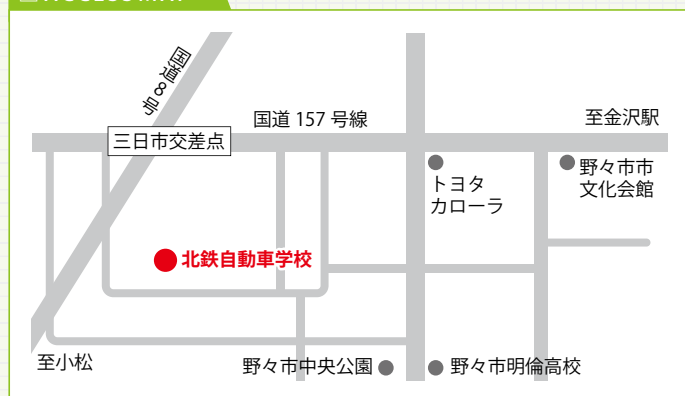 国道8号
国道 157 号線
至金沢駅
三日市交差点
トヨタ
カローラ
野々市市
文化会館
北鉄自動車学校
至小松
野々市中央公園
野々市明倫高校